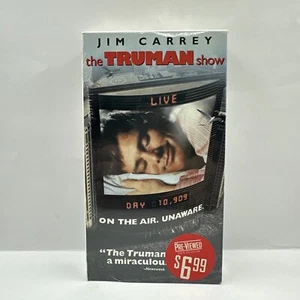 JIM CARREY
the TRUMAN show
LIVE
DAY 10,909
ON THE AIR. UNAWARE.
"The Truman
a miraculou
-Newsweek
PRE-VIEWED
$6.99